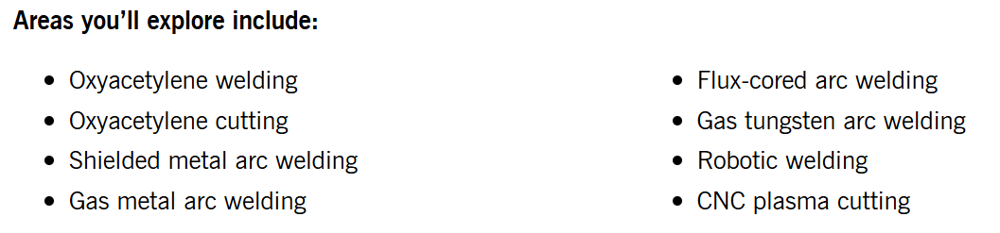 Areas you’ll explore include:
• Oxyacetylene welding
• Oxyacetylene cutting
• Shielded metal arc welding
• Gas metal arc welding
• Flux-cored arc welding
• Gas tungsten arc welding
• Robotic welding
• CNC plasma cutting